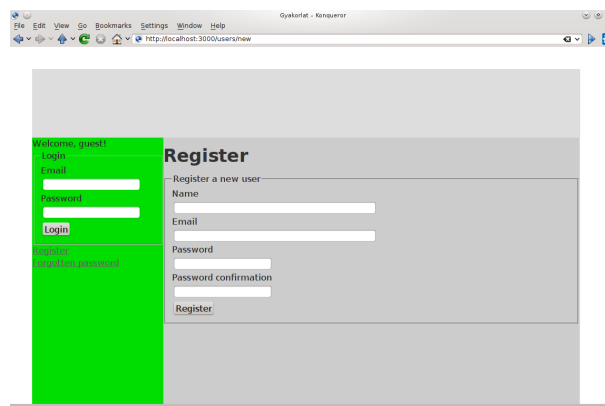 Gyakorlat - Konqueror
File Edit View Go Bookmarks Settings Window Help
http://localhost:3000/users/new
Welcome, guest!
Login
Email
Password
Login
Register
Forgotten password
Register
Register a new user
Name
Email
Password
Password confirmation
Register